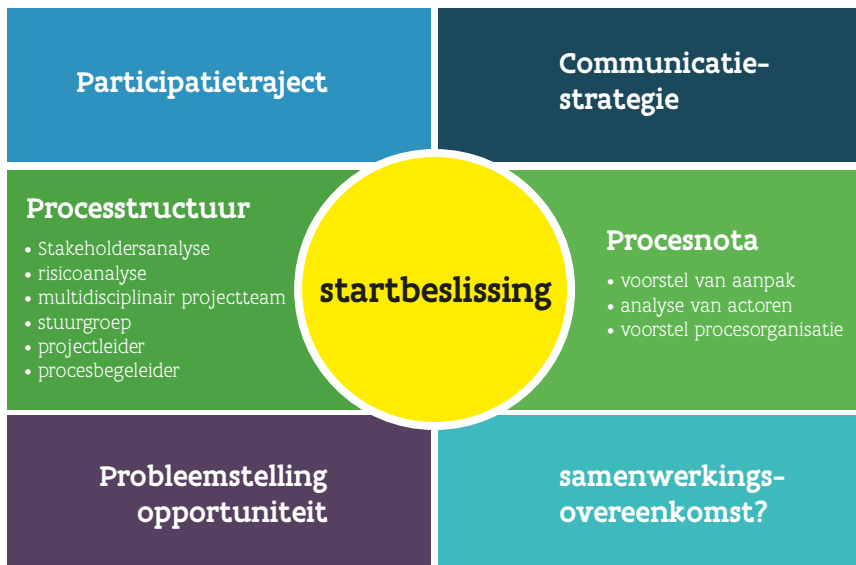 Participatietraject
Communicatie-
strategie
Processtructuur
• Stakeholdersanalyse
• risicoanalyse
• multidisciplinair projectteam
• stuurgroep
• projectleider
• procesbegeleider
startbeslissing
Procesnota
• voorstel van aanpak
• analyse van actoren
• voorstel procesorganisatie
Probleemstelling
opportuniteit
samenwerkings-
overeenkomst?